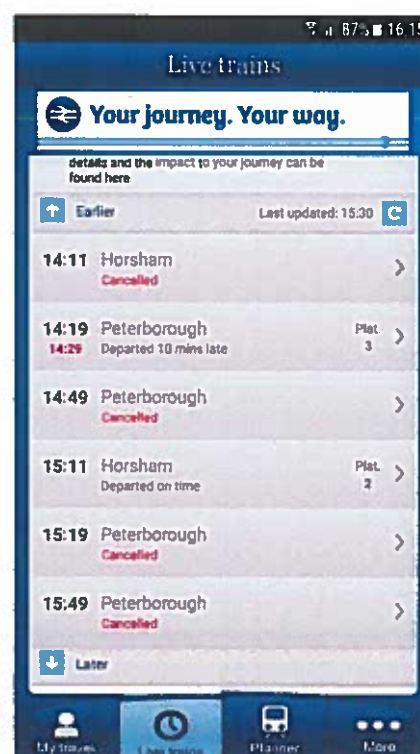 87% 16:15
Live trains
Your journey. Your way.
details and the impact to your journey can be
found here
Earlier
Last updated: 15:30
14:11 Horsham
Cancelled
14:19 Peterborough Plat.
14:29 Departed 10 mins late 3
14:49 Peterborough
Cancelled
15:11 Horsham Plat.
Departed on time 2
15:19 Peterborough
Cancelled
15:49 Peterborough
Cancelled
Later
My travel Live trains Planner More